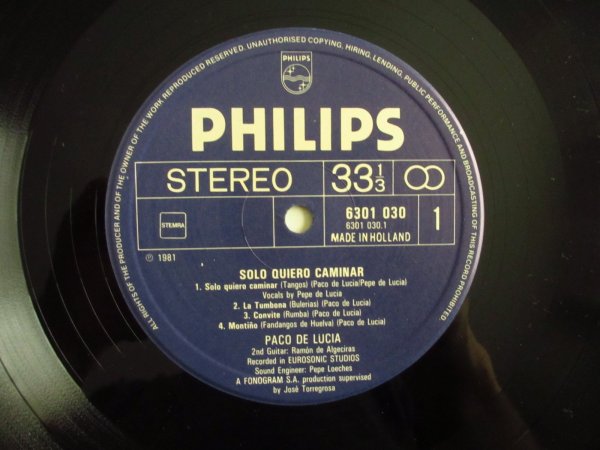 ALL RIGHTS OF THE PRODUCER AND OF THE OWNER OF THE WORK REPRODUCED RESERVED. UNAUTHORISED COPYING, HIRING, LENDING, PUBLIC PERFORMANCE AND BROADCASTING OF THIS RECORD PROHIBITED.
PHILIPS
PHILIPS
STEREO 33 1/3
STEMRA
6301 030
6301 030.1
1
MADE IN HOLLAND
℗ 1981
SOLO QUIERO CAMINAR
1. Solo quiere caminar (Tangos) (Paco de Lucia/Pepe de Lucia)
Vocals by Pepe de Lucia
2. La Tumbona (Bulerias) (Paco de Lucia)
3. Convite (Rumba) (Paco de Lucia)
4. Montiño (Fandangos de Huelva) (Paco de Lucia)
PACO DE LUCIA
2nd Guitar: Ramón de Algeciras
Recorded in EUROSONIC STUDIOS
Sound Engineer: Pepe Loeches
A FONOGRAM S.A. production supervised
by José Torregrosa